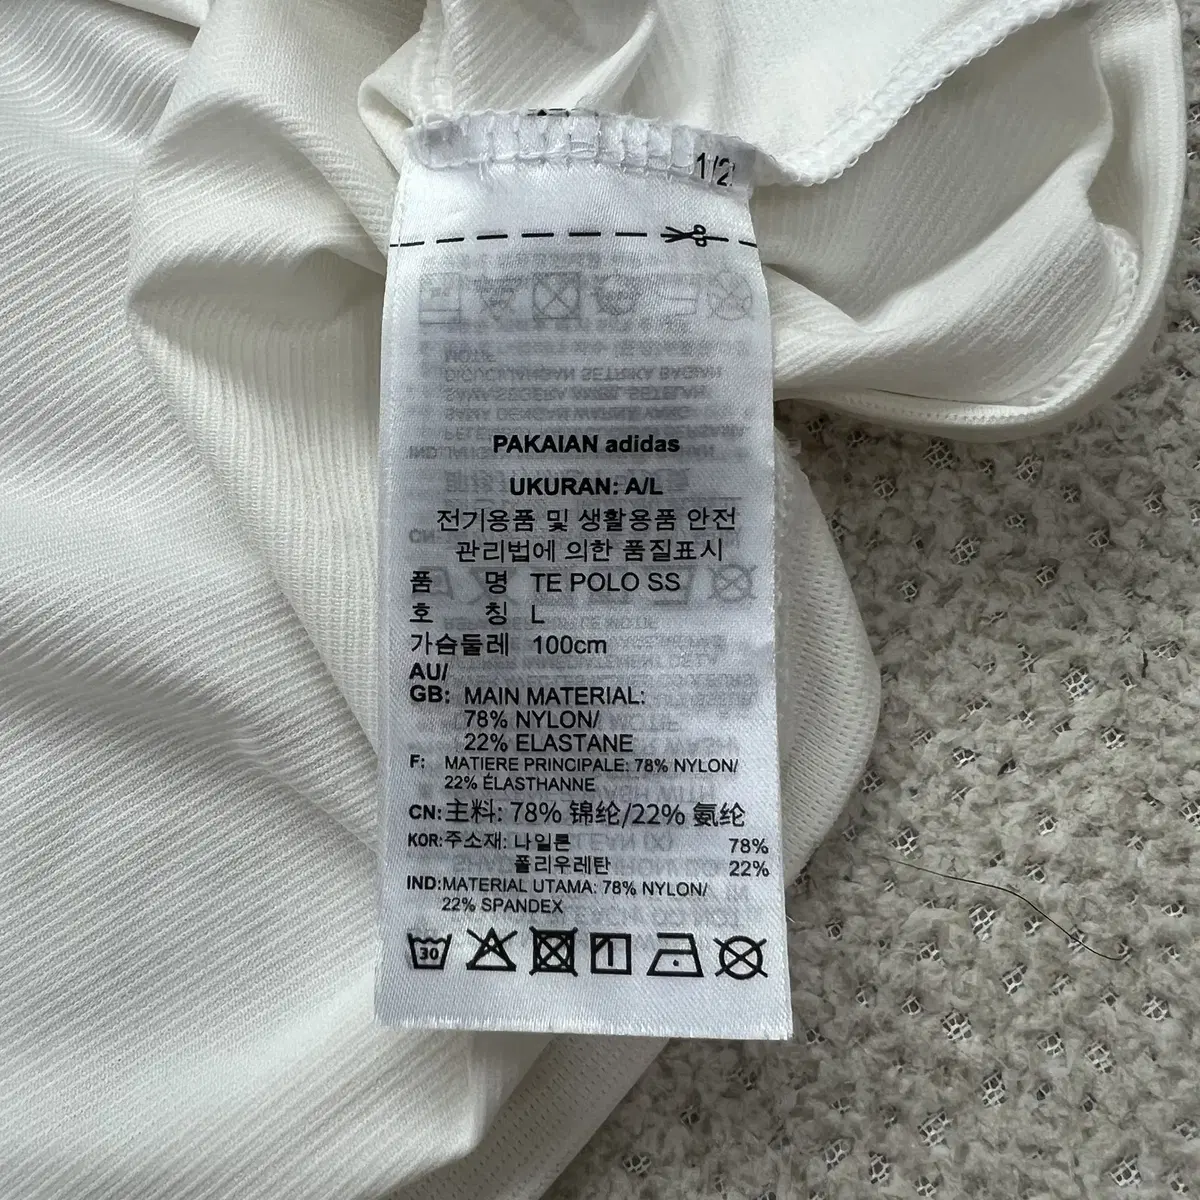 1/2
PAKAIAN adidas
UKURAN: A/L
전기용품 및 생활용품 안전
관리법에 의한 품질표시
품 명 TE POLO SS
호 칭 L
가슴둘레 100cm
AU/
GB: MAIN MATERIAL:
78% NYLON/
22% ELASTANE
F: MATIERE PRINCIPALE: 78% NYLON/
22% ÉLASTHANNE
CN: 主料: 78% 锦纶/22% 氨纶
KOR: 주소재: 나일론 78%
폴리우레탄 22%
IND: MATERIAL UTAMA: 78% NYLON/
22% SPANDEX
30